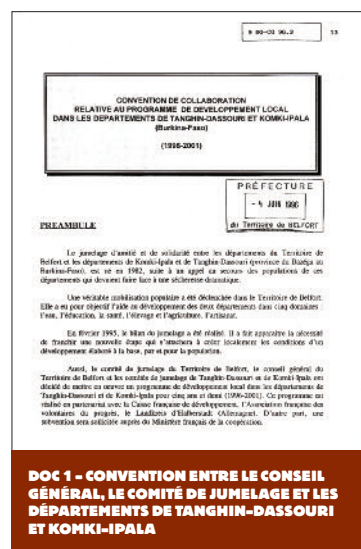 13
CONVENTION DE COLLABORATION
RELATIVE AU PROGRAMME DE DEVELOPPEMENT LOCAL
DANS LES DEPARTEMENTS DE TANGHIN-DASSOURI ET KOMKI-IPALA
(Burkina-Faso)
(1996-2001)
PRÉFECTURE
- 4 JUIN 1996
du Territoire de BELFORT
PREAMBULE
Le jumelage d'amitié et de solidarité entre les départements du Territoire de
Belfort et les départements de Komki-Ipala et de Tanghin-Dassouri (province du Bazéga au
Burkina-Faso), est né en 1982, suite à un appel au secours des populations de ces
départements qui devaient faire face à une sécheresse dramatique.
Une véritable mobilisation populaire a été déclenchée dans le Territoire de Belfort.
Elle a eu pour objectif l'aide au développement des deux départements dans cinq domaines :
l'eau, l'éducation, la santé, l'élevage et l'agriculture, l'artisanat.
En février 1995, le bilan du jumelage a été réalisé. Il a fait apparaître la nécessité
de franchir une nouvelle étape qui s'attachera à créer localement les conditions d'un
développement élaboré à la base, par et pour la population.
Aussi, le comité de jumelage du Territoire de Belfort, le conseil général du
Territoire de Belfort et les comités de jumelage de Tanghin-Dassouri et de Komki-Ipala ont
décidé de mettre en oeuvre un programme de développement local dans les départements de
Tanghin-Dassouri et de Komki-Ipala pour cinq ans et demi (1996-2001). Ce programme est
réalisé en partenariat avec la Caisse française de développement, l'Association française des
volontaires du progrès, le Landkreis d'Halberstadt (Allemagne). D'autre part, une
subvention sera sollicitée auprès du Ministère français de la coopération.
DOC 1 – CONVENTION ENTRE LE CONSEIL
GÉNÉRAL, LE COMITÉ DE JUMELAGE ET LES
DÉPARTEMENTS DE TANGHIN-DASSOURI
ET KOMKI-IPALA